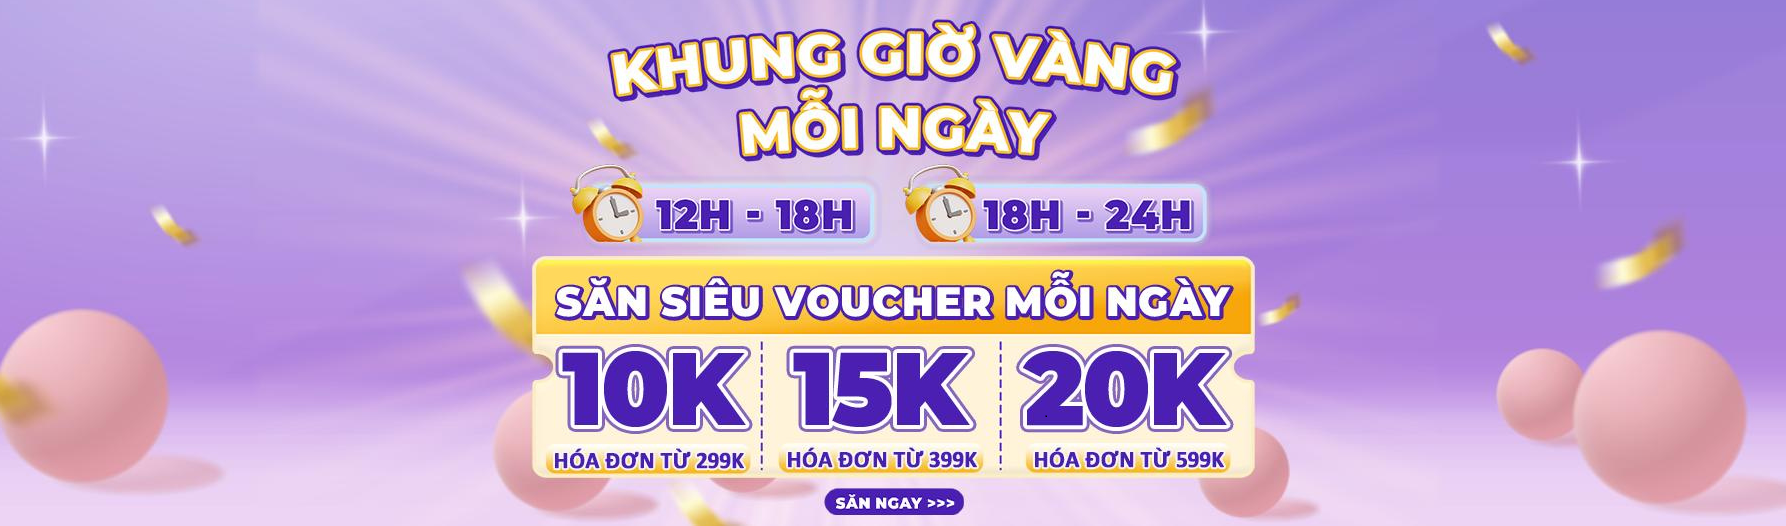 KHUNG GIỜ VÀNG
MỖI NGÀY
12H - 18H
18H - 24H
SĂN SIÊU VOUCHER MỖI NGÀY
10K
HÓA ĐƠN TỪ 299K
15K
HÓA ĐƠN TỪ 399K
20K
HÓA ĐƠN TỪ 599K
SĂN NGAY >>>